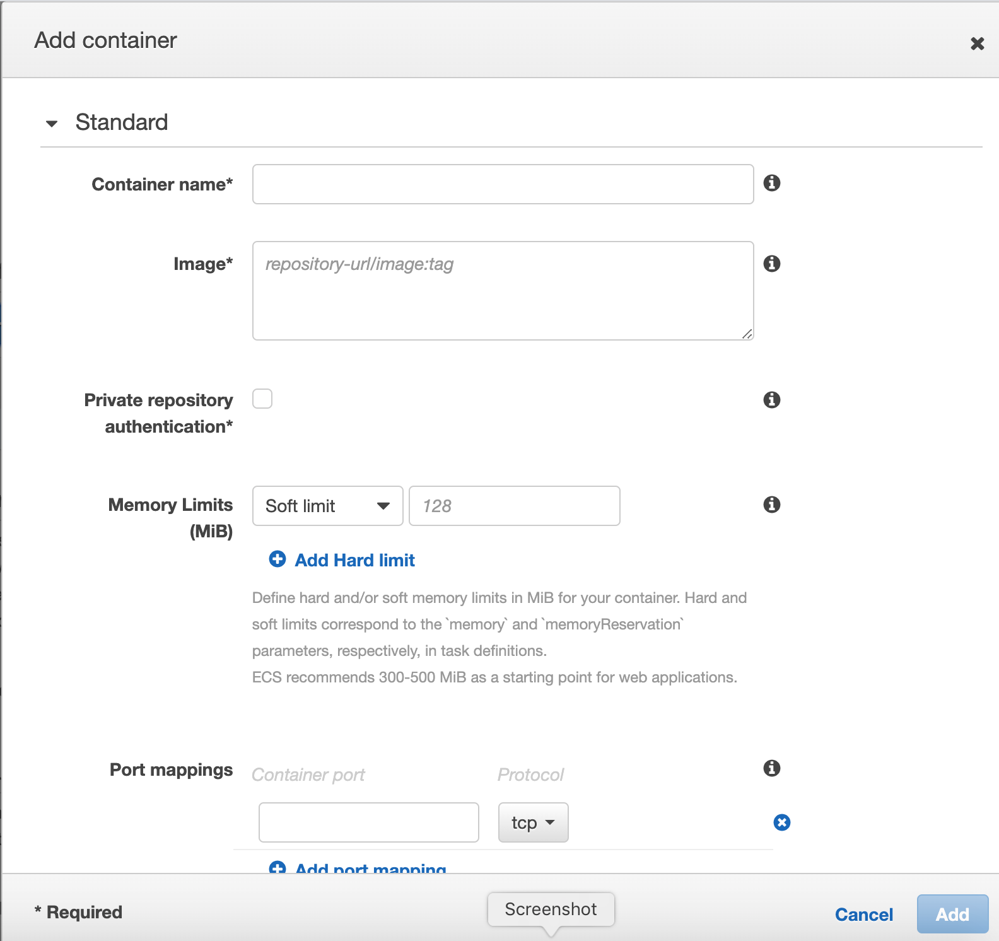 Add container
Standard
Container name*
Image*
repository-url/image:tag
Private repository
authentication*
Memory Limits
(MiB)
Soft limit
128
Add Hard limit
Define hard and/or soft memory limits in MiB for your container. Hard and
soft limits correspond to the `memory` and `memoryReservation`
parameters, respectively, in task definitions.
ECS recommends 300-500 MiB as a starting point for web applications.
Port mappings
Container port
Protocol
tcp
Add port mapping
* Required
Screenshot
Cancel
Add